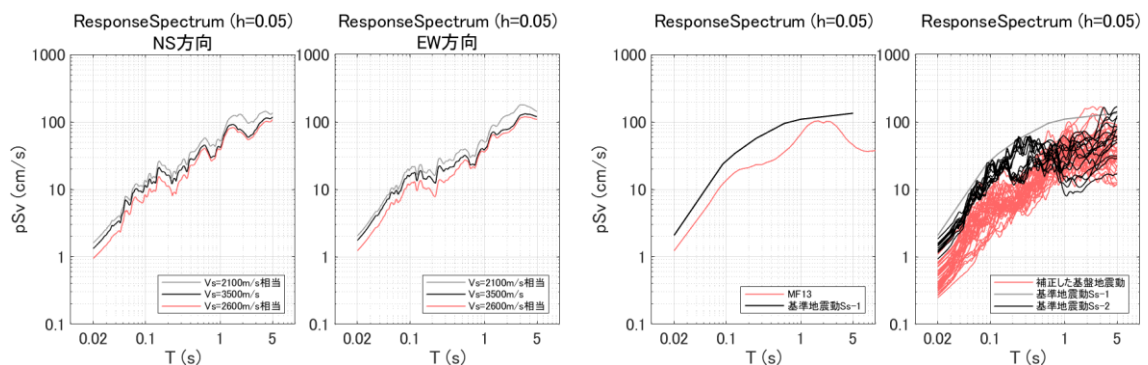 ResponseSpectrum (h=0.05)
NS方向
1000
100
10
1
0.1
pSv (cm/s)
0.02
0.1
1
5
T (s)
Vs=2100m/s相当
Vs=3500m/s
Vs=2600m/s相当
ResponseSpectrum (h=0.05)
EW方向
1000
100
10
1
0.1
pSv (cm/s)
0.02
0.1
1
5
T (s)
Vs=2100m/s相当
Vs=3500m/s
Vs=2600m/s相当
ResponseSpectrum (h=0.05)
1000
100
10
1
0.1
pSv (cm/s)
0.02
0.1
1
5
T (s)
MF13
基準地震動Ss-1
ResponseSpectrum (h=0.05)
1000
100
10
1
0.1
pSv (cm/s)
0.02
0.1
1
5
T (s)
補正した基盤地震動
基準地震動Ss-1
基準地震動Ss-2